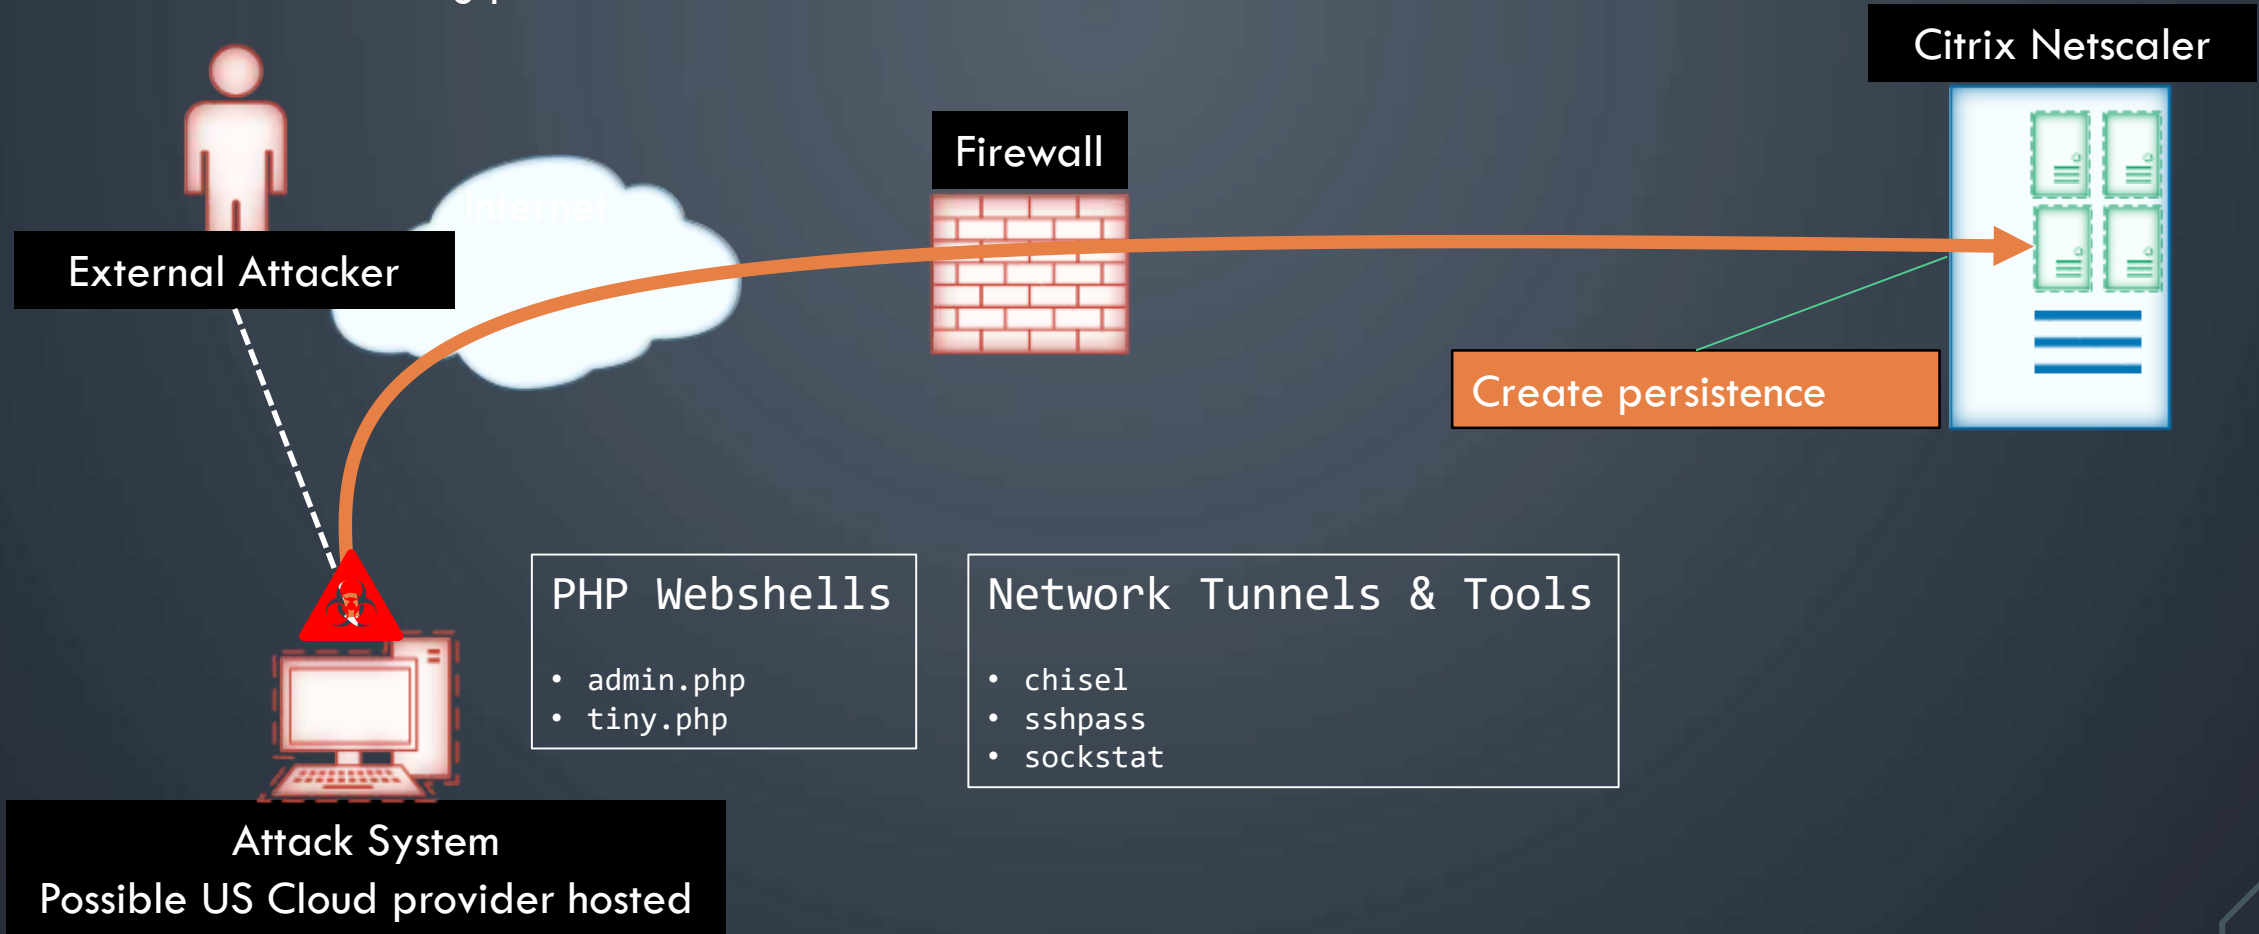 Citrix Netscaler
Firewall
Internet
External Attacker
Create persistence
PHP Webshells
• admin.php
• tiny.php
Network Tunnels & Tools
• chisel
• sshpass
• sockstat
Attack System
Possible US Cloud provider hosted